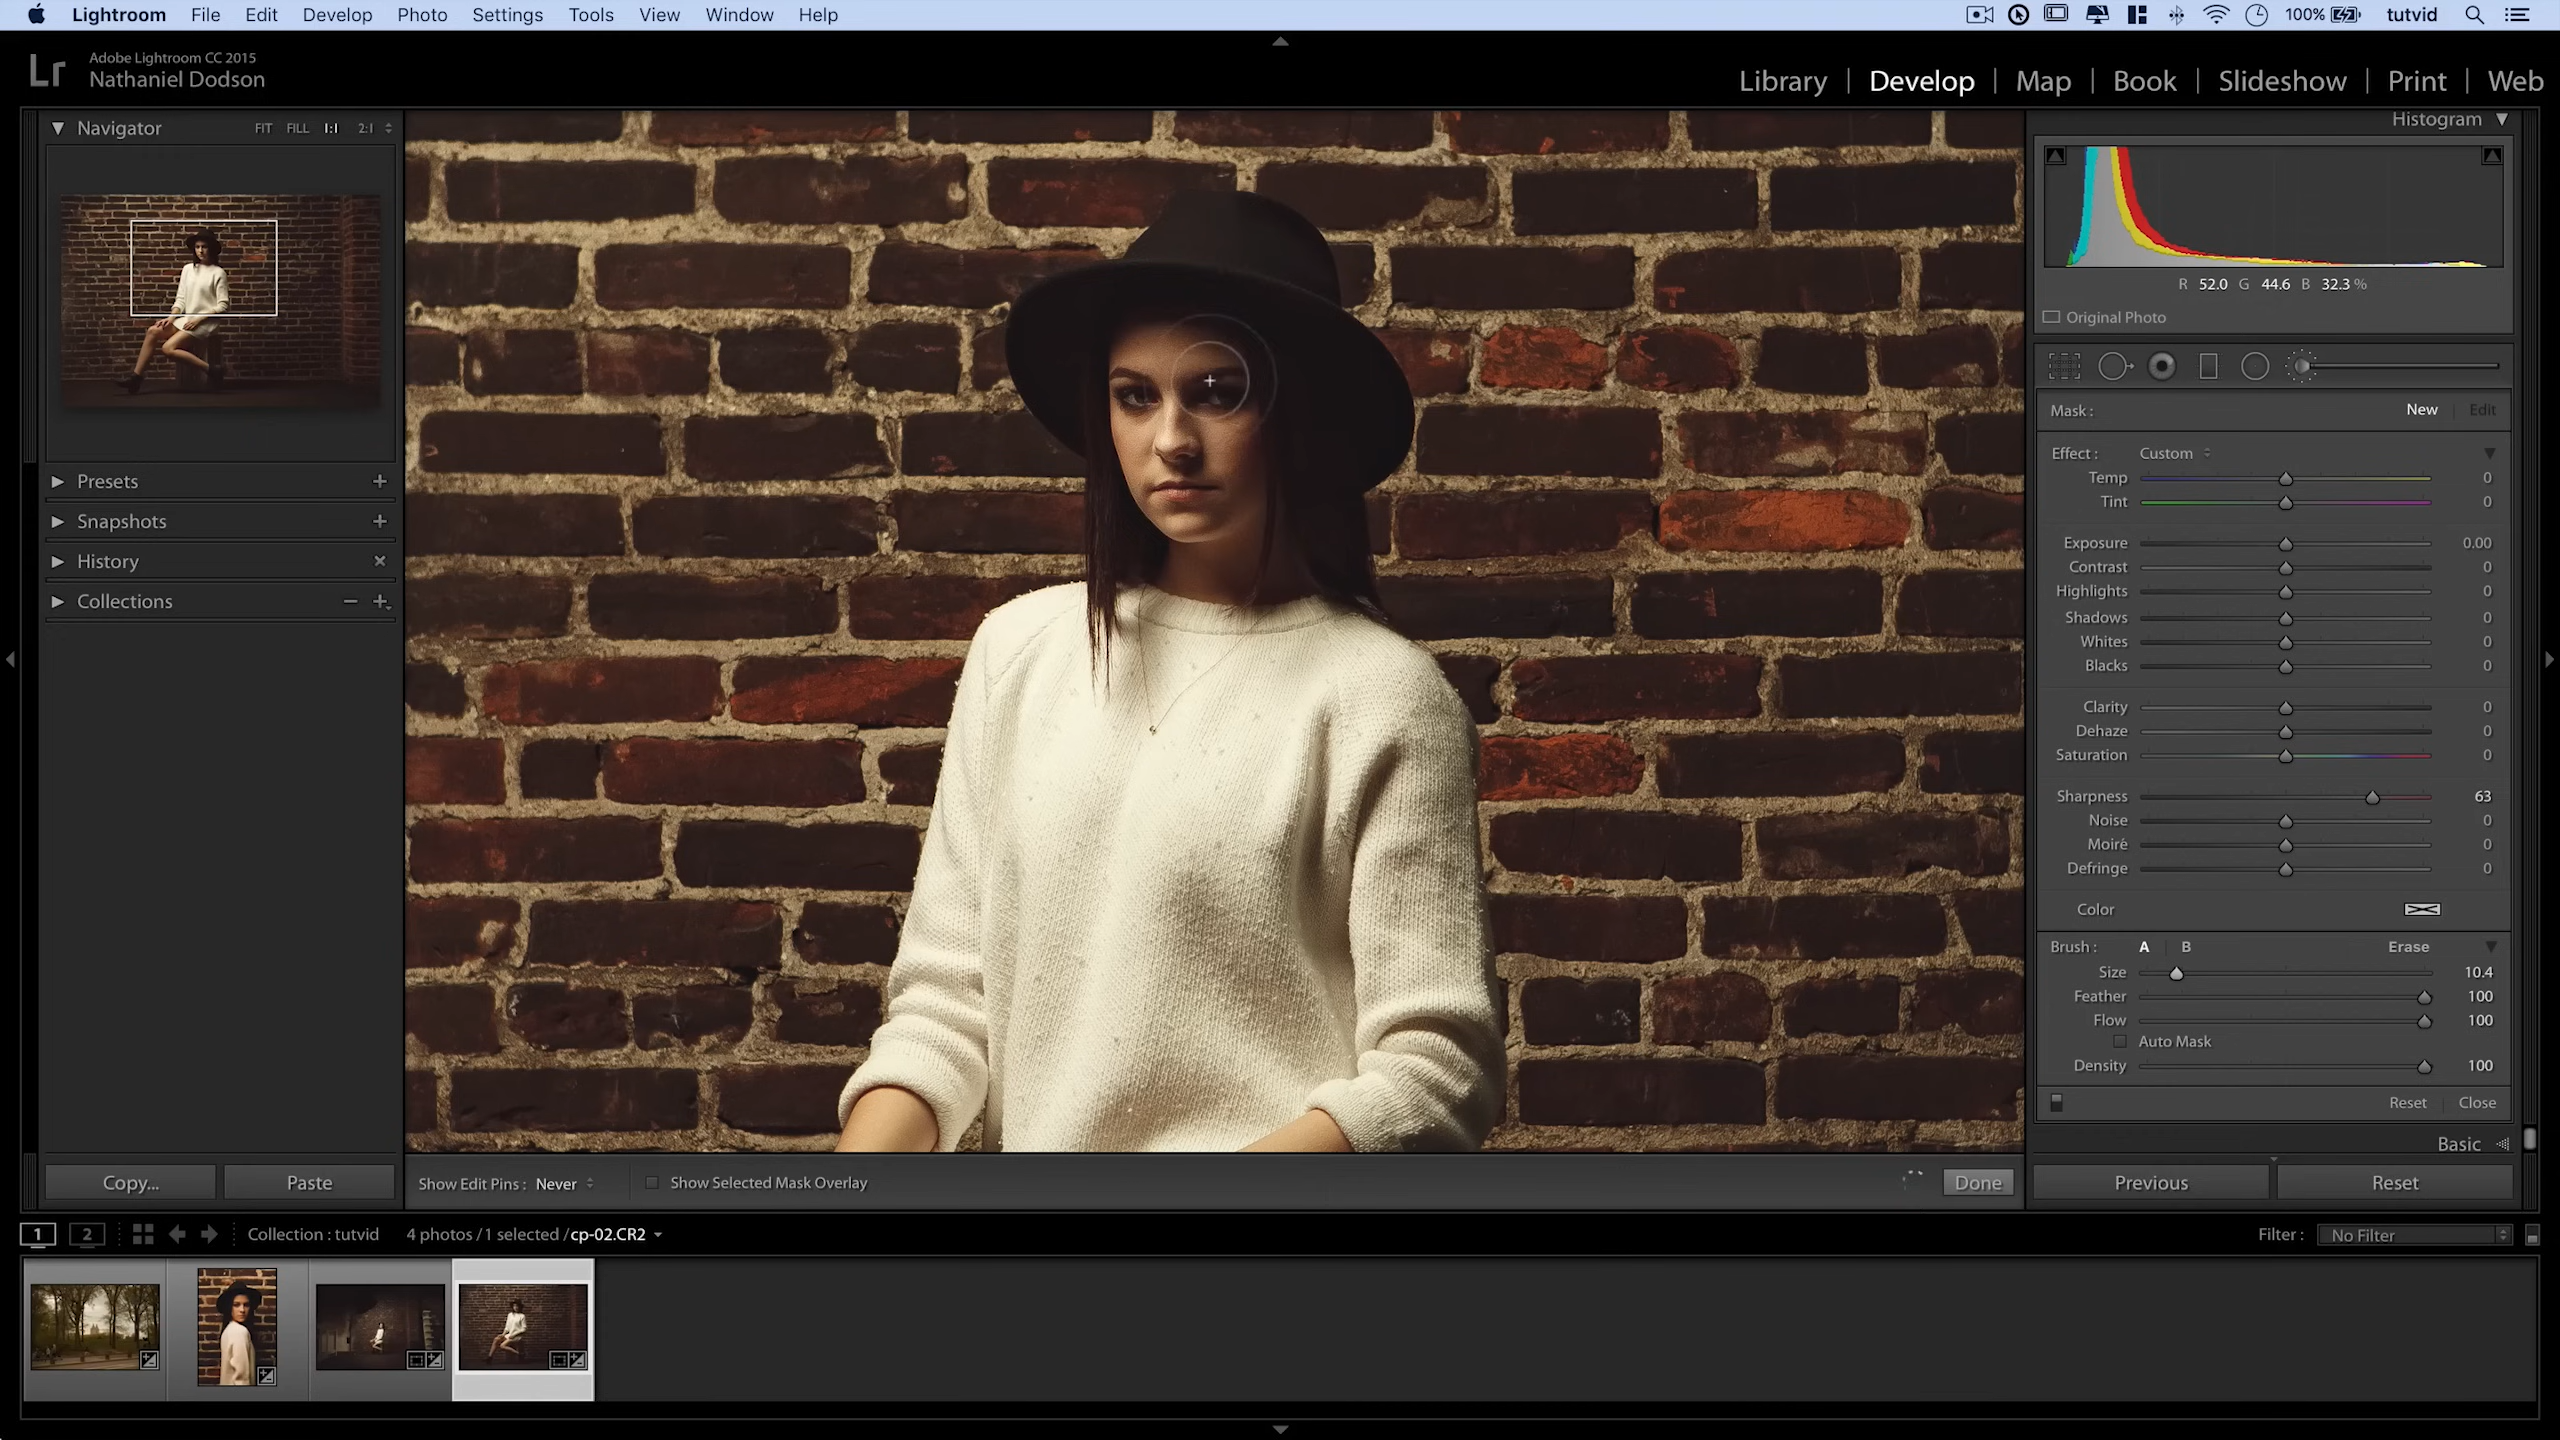 Lightroom File Edit Develop Photo Settings Tools View Window Help 100% tutvid
Lr Adobe Lightroom CC 2015
Nathaniel Dodson
Library | Develop | Map | Book | Slideshow | Print | Web
Navigator FIT FILL 1:1 2:1
Presets
Snapshots
History
Collections
Copy... Paste
Histogram
R 52.0 G 44.6 B 32.3 %
Original Photo
Mask : New | Edit
Effect : Custom
Temp 0
Tint 0
Exposure 0.00
Contrast 0
Highlights 0
Shadows 0
Whites 0
Blacks 0
Clarity 0
Dehaze 0
Saturation 0
Sharpness 63
Noise 0
Moiré 0
Defringe 0
Color
Brush : A | B Erase
Size 10.4
Feather 100
Flow 100
Auto Mask
Density 100
Reset Close
Basic
Show Edit Pins : Never Show Selected Mask Overlay Done
Previous Reset
1 2 Collection : tutvid 4 photos / 1 selected / cp-02.CR2 Filter : No Filter